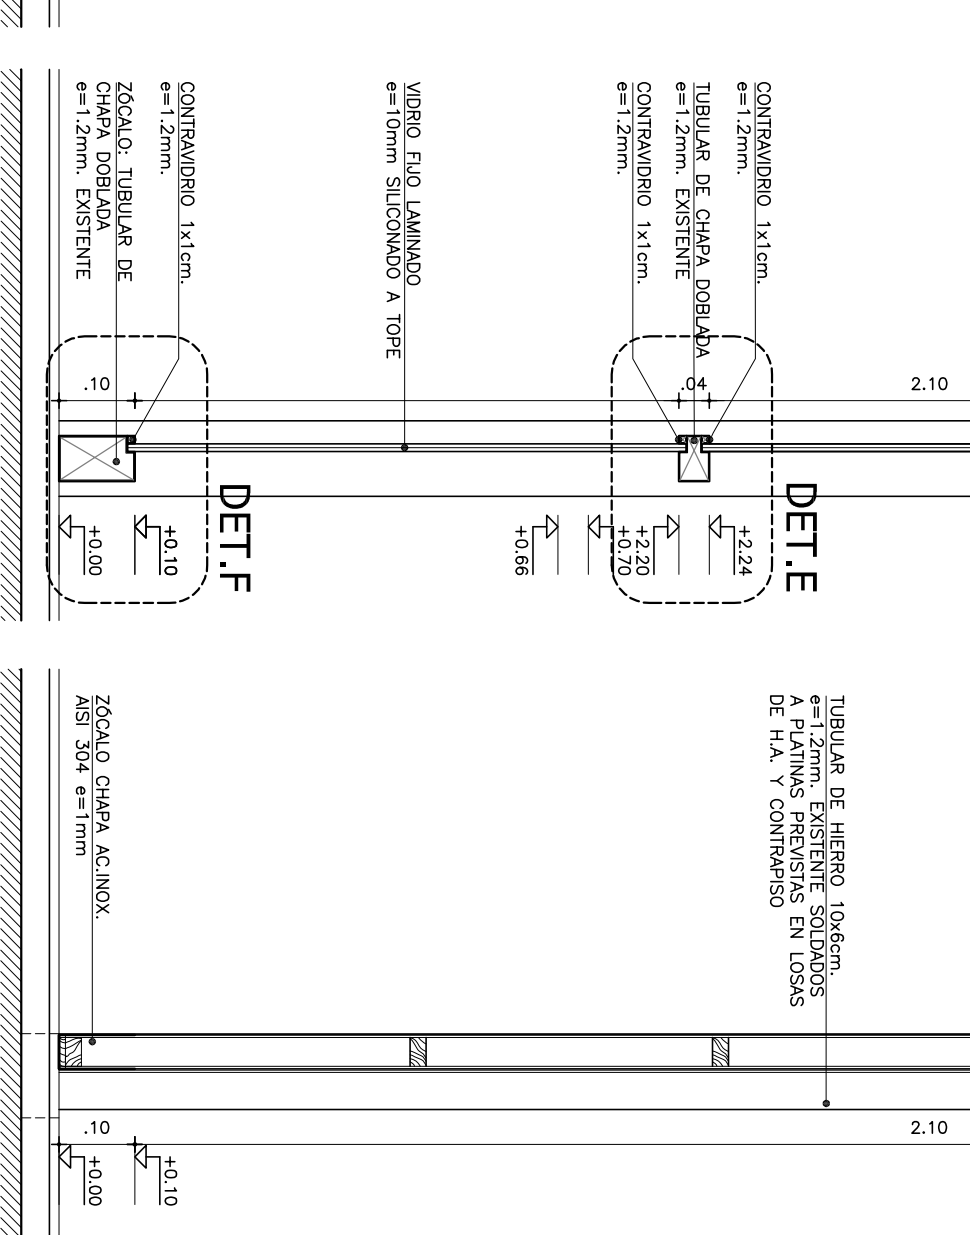 CONTRAVIDRIO 1x1cm.
e=1.2mm.
TUBULAR DE CHAPA DOBLADA
e=1.2mm. EXISTENTE
CONTRAVIDRIO 1x1cm.
e=1.2mm.
VIDRIO FIJO LAMINADO
e=10mm SILICONADO A TOPE
CONTRAVIDRIO 1x1cm.
e=1.2mm.
ZÓCALO: TUBULAR DE
CHAPA DOBLADA
e=1.2mm. EXISTENTE
2.10
.04
.10
DET.E
DET.F
+2.24
+2.20
+0.70
+0.66
+0.10
+0.00
TUBULAR DE HIERRO 10x6cm.
e=1.2mm. EXISTENTE SOLDADOS
A PLATINAS PREVISTAS EN LOSAS
DE H.A. Y CONTRAPISO
ZÓCALO CHAPA AC.INOX.
AISI 304 e=1mm
2.10
.10
+0.10
+0.00